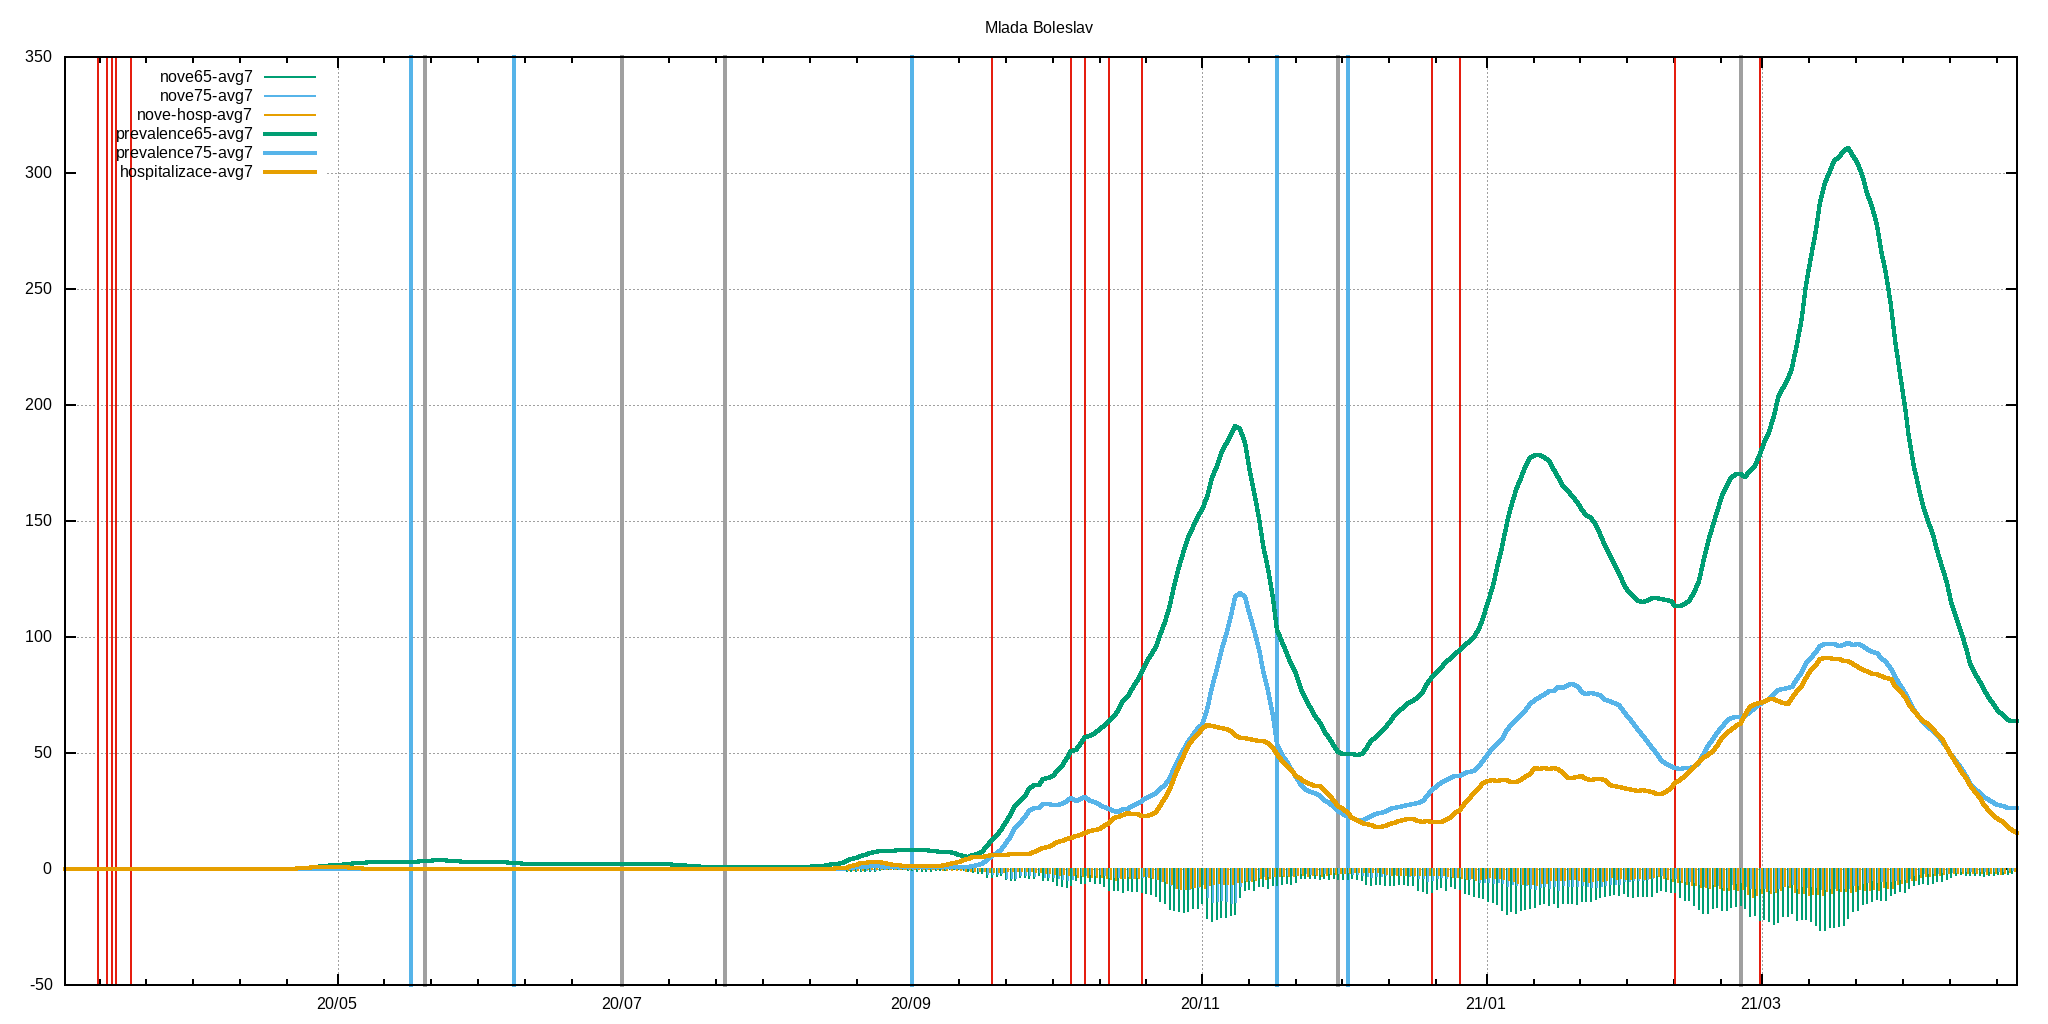 Mlada Boleslav
350
300
250
200
150
100
50
0
-50
nove65-avg7
nove75-avg7
nove-hosp-avg7
prevalence65-avg7
prevalence75-avg7
hospitalizace-avg7
20/05 20/07 20/09 20/11 21/01 21/03